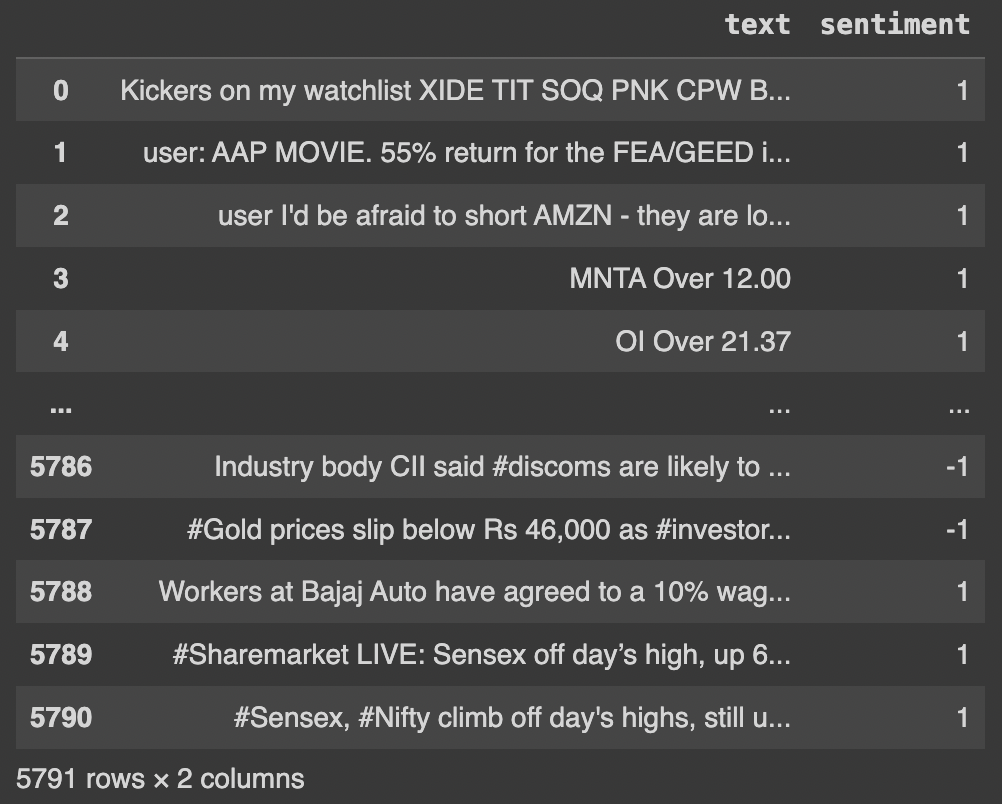 text sentiment
0 Kickers on my watchlist XIDE TIT SOQ PNK CPW B... 1
1 user: AAP MOVIE. 55% return for the FEA/GEED i... 1
2 user I'd be afraid to short AMZN - they are lo... 1
3 MNTA Over 12.00 1
4 OI Over 21.37 1
... ... ...
5786 Industry body CII said #discoms are likely to ... -1
5787 #Gold prices slip below Rs 46,000 as #investor... -1
5788 Workers at Bajaj Auto have agreed to a 10% wag... 1
5789 #Sharemarket LIVE: Sensex off day’s high, up 6... 1
5790 #Sensex, #Nifty climb off day's highs, still u... 1
5791 rows × 2 columns